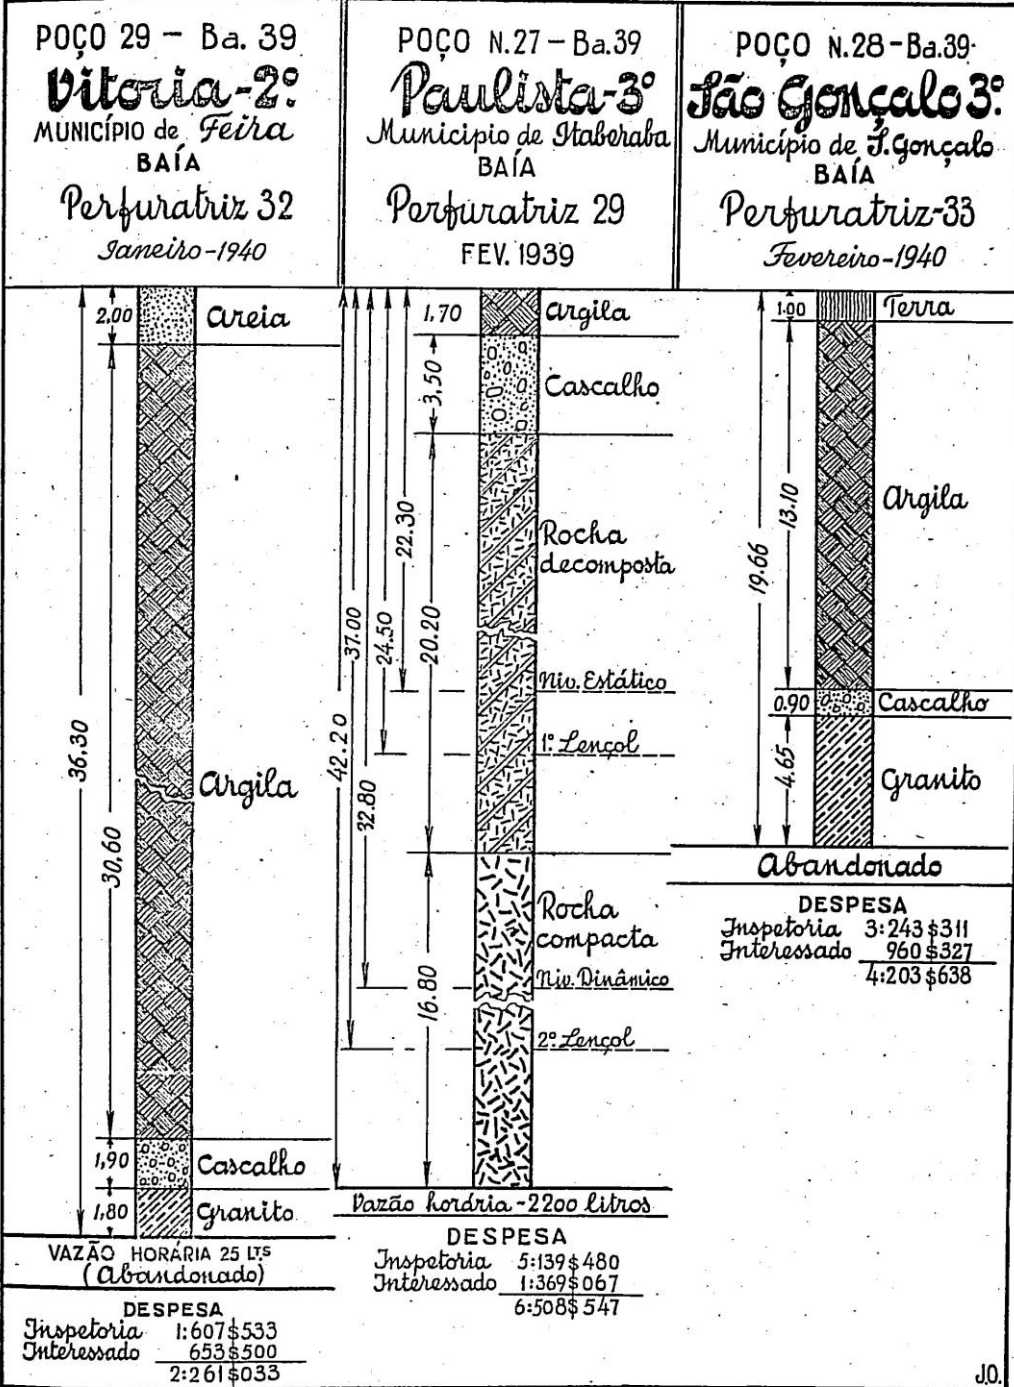 POÇO 29 - Ba. 39
Vitoria-2º
MUNICÍPIO de Feira
BAÍA
Perfuratriz 32
Janeiro-1940
2,00
Areia
36.30
30.60
Argila
1,90
Cascalho
1,80
Granito
VAZÃO HORÁRIA 25 LTS
(Abandonado)
DESPESA
Inspetoria 1:607$533
Interessado 653$500
2:261$033
POÇO N.27-Ba.39
Paulista-3º
Municipio de Itaberaba
BAÍA
Perfuratriz 29
FEV. 1939
1.70
Argila
3,50
Cascalho
22.30
Rocha
decomposta
20.20
37.00
24.50
Niv. Estático
1º Lençol
42.20
32.80
Rocha
compacta
16.80
Niv. Dinâmico
2º Lençol
Vazão horária-2200 litros
DESPESA
Inspetoria 5:139$480
Interessado 1:369$067
6:508$547
POÇO N.28-Ba.39
São Gonçalo 3º
Município de S. Gonçalo
BAÍA
Perfuratriz-33
Fevereiro-1940
1.00
Terra
13.10
Argila
19.66
0.90
Cascalho
4.65
Granito
Abandonado
DESPESA
Inspetoria 3:243$311
Interessado 960$327
4:203$638
J.O.